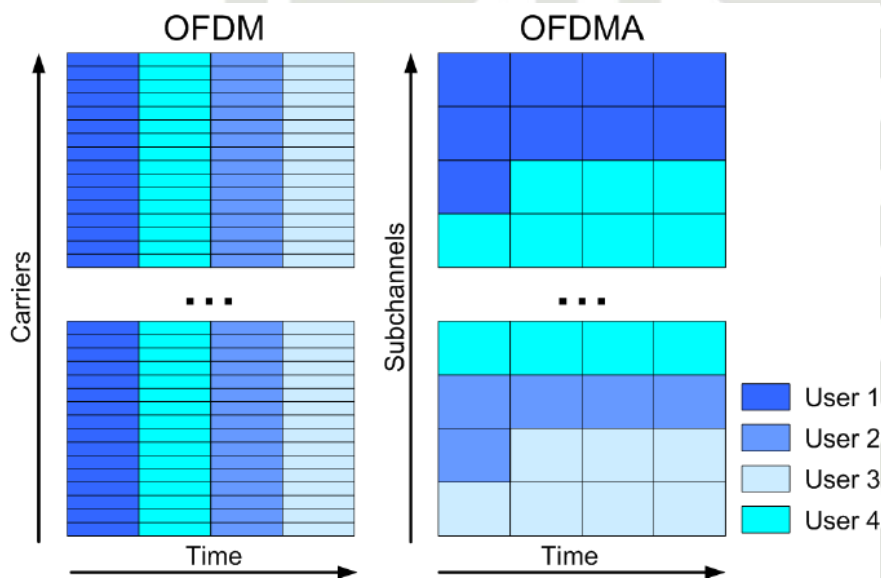 OFDM
OFDMA
Carriers
Subchannels
...
...
User 1
User 2
User 3
User 4
Time
Time